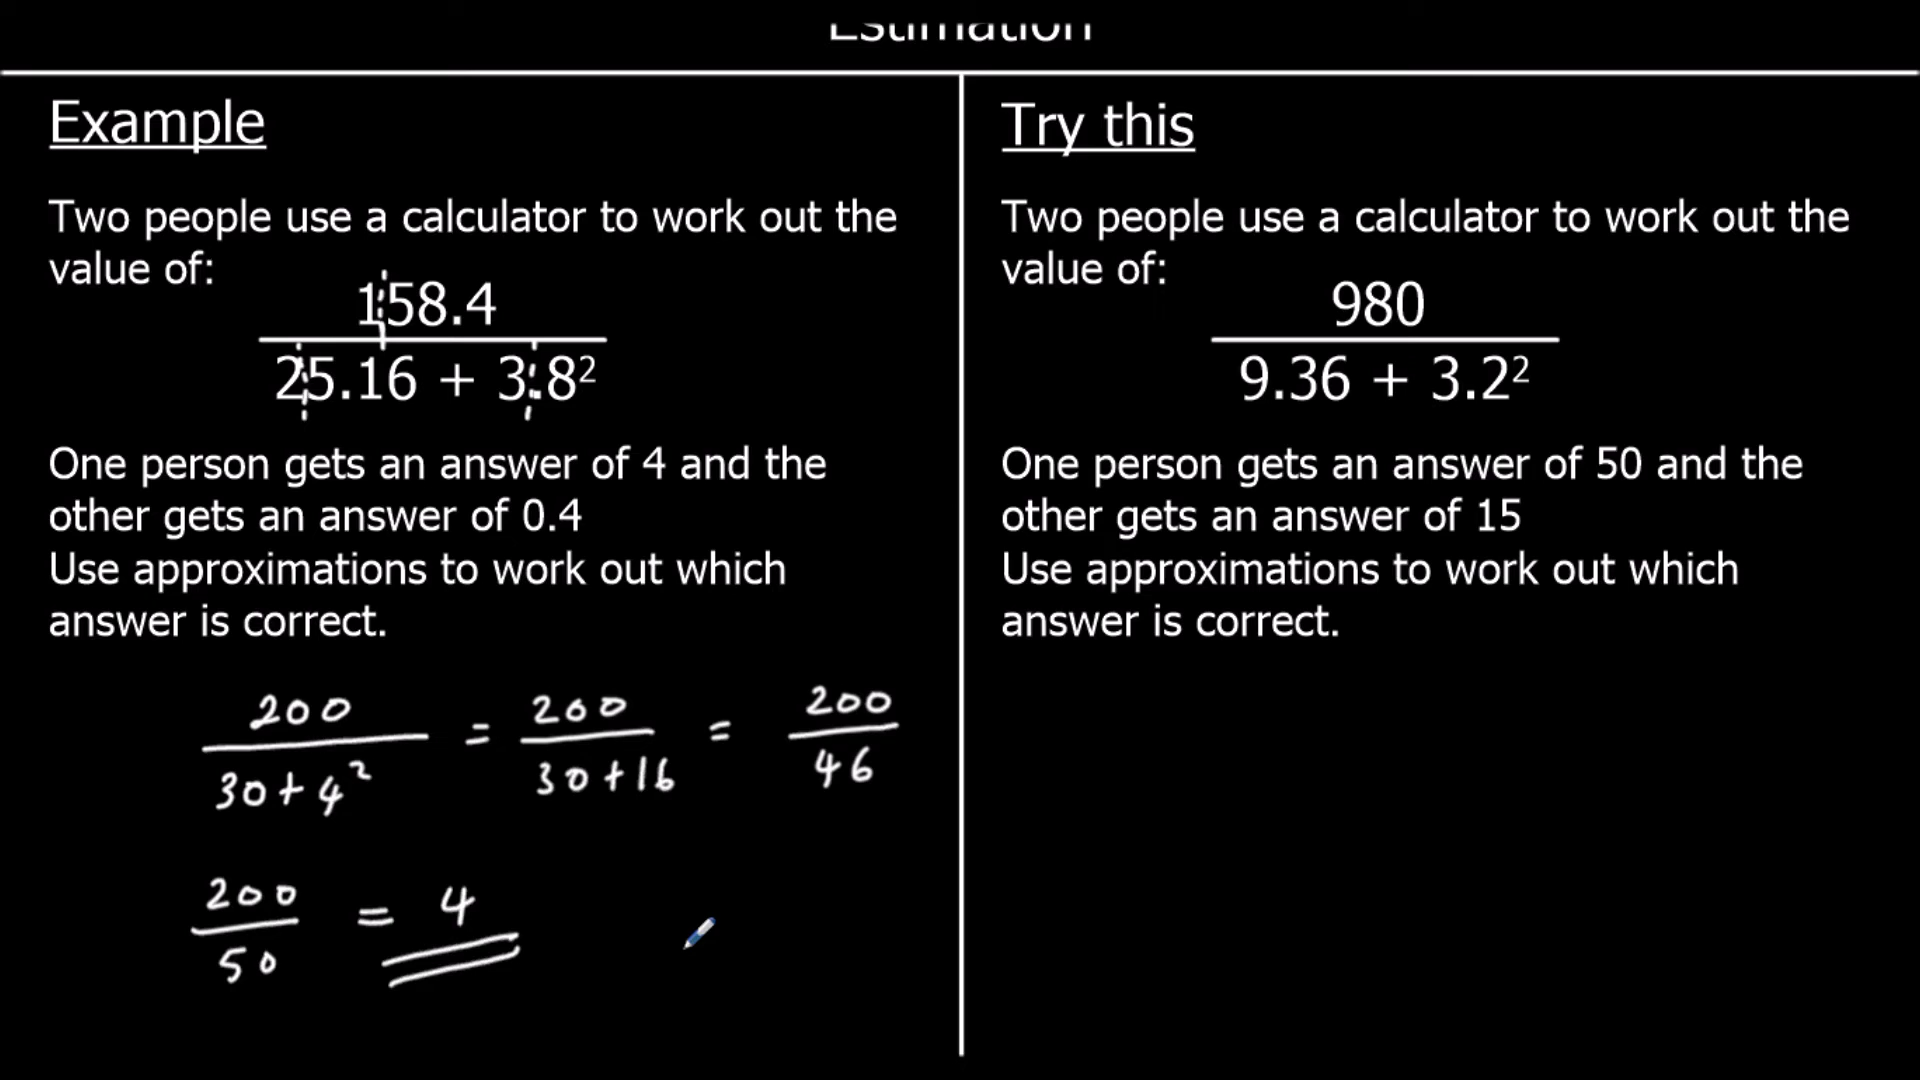 Estimation
Example
Two people use a calculator to work out the
value of:
158.4
25.16 + 3.8²
One person gets an answer of 4 and the
other gets an answer of 0.4
Use approximations to work out which
answer is correct.
200 = 200 = 200
30+4² 30+16 46
200 = 4
50
Try this
Two people use a calculator to work out the
value of:
980
9.36 + 3.2²
One person gets an answer of 50 and the
other gets an answer of 15
Use approximations to work out which
answer is correct.